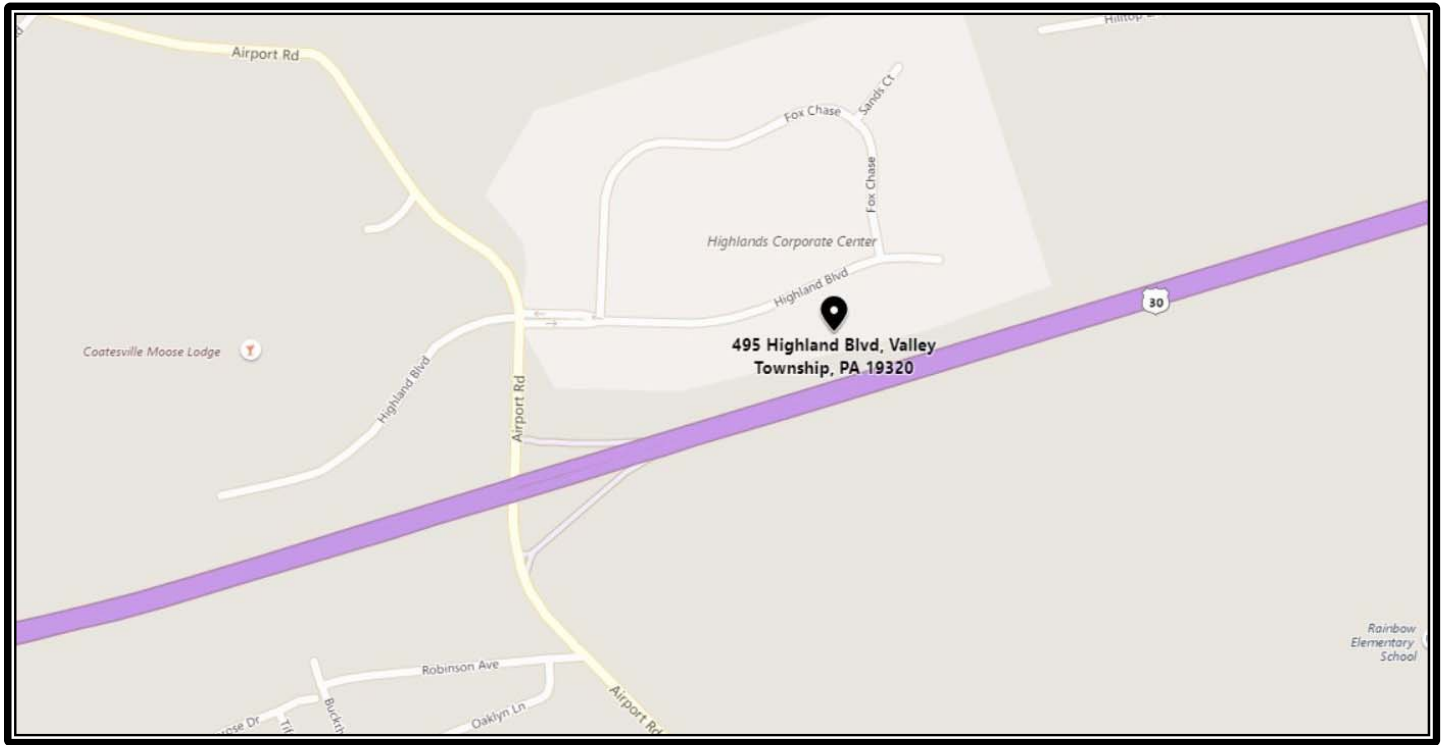 Hilltop
Airport Rd
Sands Ct
Fox Chase
Fox Chase
Highlands Corporate Center
Highland Blvd
30
495 Highland Blvd, Valley
Township, PA 19320
Coatesville Moose Lodge
Highland Blvd
Airport Rd
Rainbow
Elementary
School
Robinson Ave
Airport Rd
Oaklyn Ln